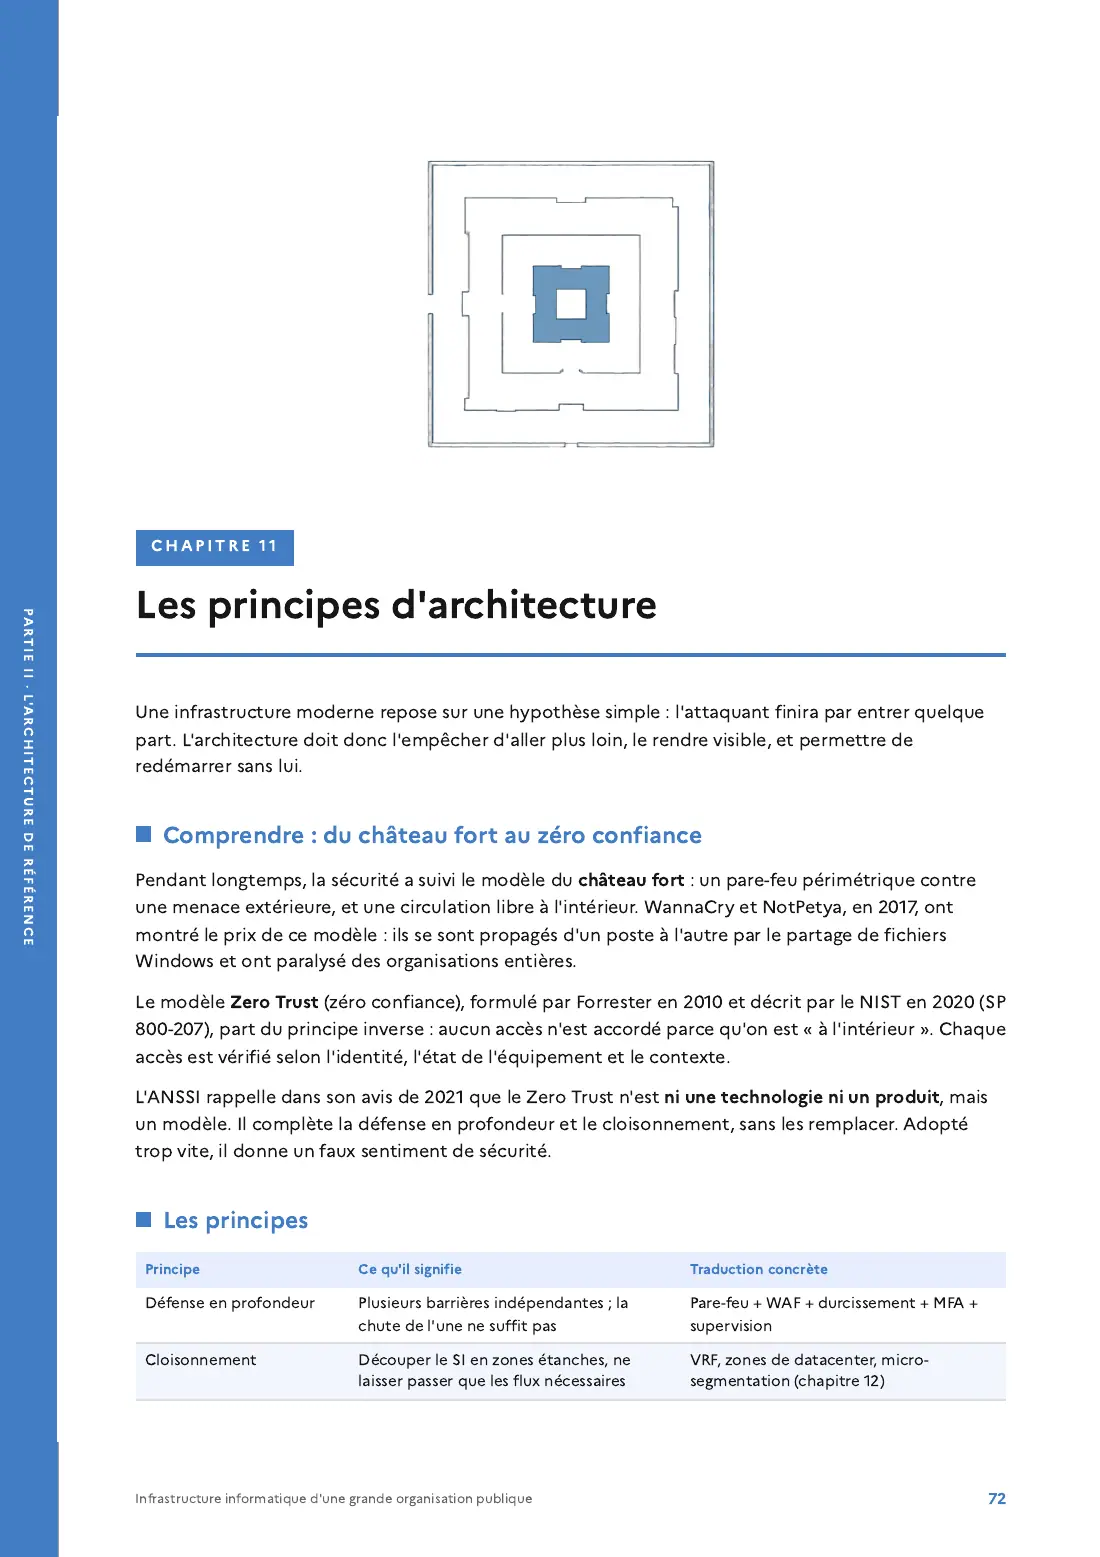 CHAPITRE 11
Les principes d'architecture
Une infrastructure moderne repose sur une hypothèse simple : l'attaquant finira par entrer quelque
part. L'architecture doit donc l'empêcher d'aller plus loin, le rendre visible, et permettre de
redémarrer sans lui.
Comprendre : du château fort au zéro confiance
Pendant longtemps, la sécurité a suivi le modèle du château fort : un pare-feu périmétrique contre
une menace extérieure, et une circulation libre à l'intérieur. WannaCry et NotPetya, en 2017, ont
montré le prix de ce modèle : ils se sont propagés d'un poste à l'autre par le partage de fichiers
Windows et ont paralysé des organisations entières.
Le modèle Zero Trust (zéro confiance), formulé par Forrester en 2010 et décrit par le NIST en 2020 (SP
800-207), part du principe inverse : aucun accès n'est accordé parce qu'on est « à l'intérieur ». Chaque
accès est vérifié selon l'identité, l'état de l'équipement et le contexte.
L'ANSSI rappelle dans son avis de 2021 que le Zero Trust n'est ni une technologie ni un produit, mais
un modèle. Il complète la défense en profondeur et le cloisonnement, sans les remplacer. Adopté
trop vite, il donne un faux sentiment de sécurité.
Les principes
Principe Ce qu'il signifie Traduction concrète
Défense en profondeur Plusieurs barrières indépendantes ; la Pare-feu + WAF + durcissement + MFA +
chute de l'une ne suffit pas supervision
Cloisonnement Découper le SI en zones étanches, ne VRF, zones de datacenter, micro-
laisser passer que les flux nécessaires segmentation (chapitre 12)
Infrastructure informatique d'une grande organisation publique 72
PARTIE II · L'ARCHITECTURE DE RÉFÉRENCE